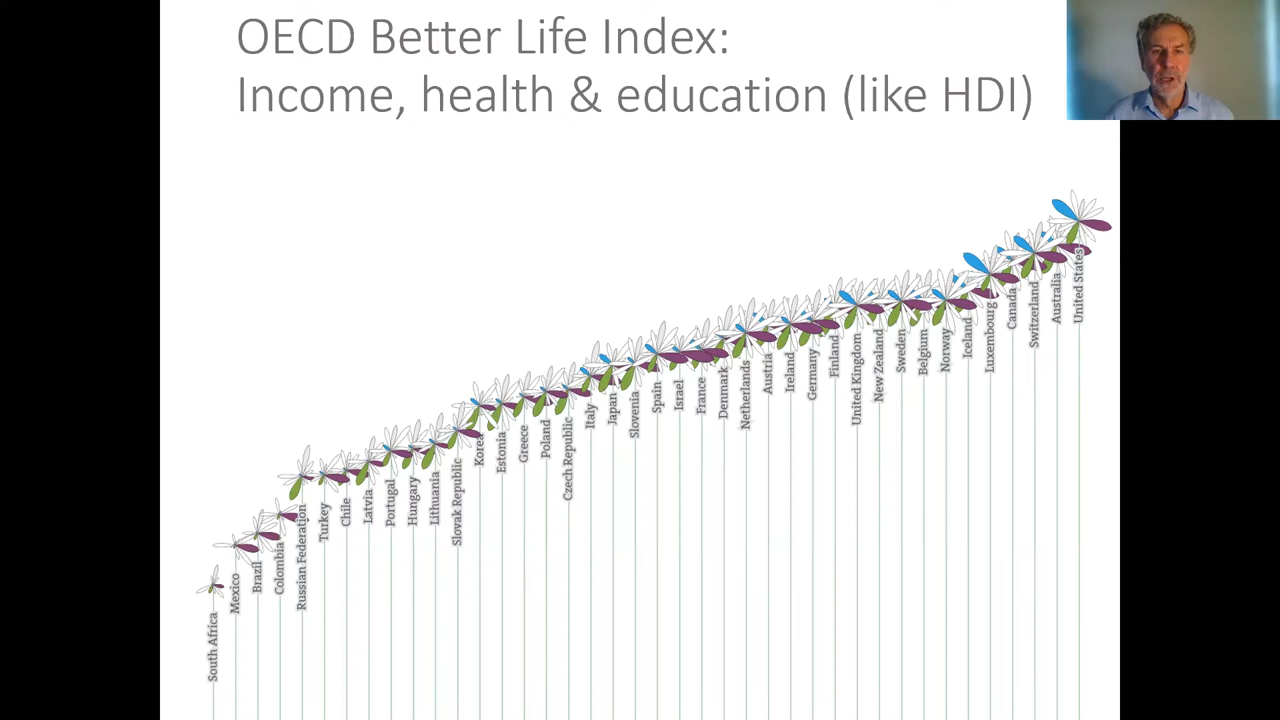 OECD Better Life Index:
Income, health & education (like HDI)
South Africa
Mexico
Brazil
Colombia
Russian Federation
Turkey
Chile
Latvia
Portugal
Hungary
Lithuania
Slovak Republic
Korea
Estonia
Greece
Poland
Czech Republic
Italy
Japan
Slovenia
Spain
Israel
France
Denmark
Netherlands
Austria
Ireland
Germany
Finland
United Kingdom
New Zealand
Sweden
Belgium
Norway
Iceland
Luxembourg
Canada
Switzerland
Australia
United States